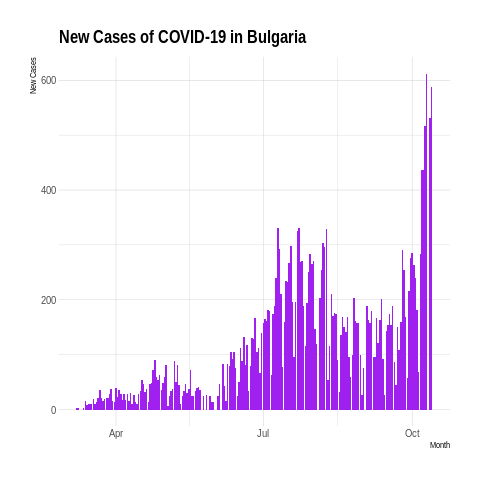 New Cases of COVID-19 in Bulgaria
New Cases
600
400
200
0
Apr
Jul
Oct
Month